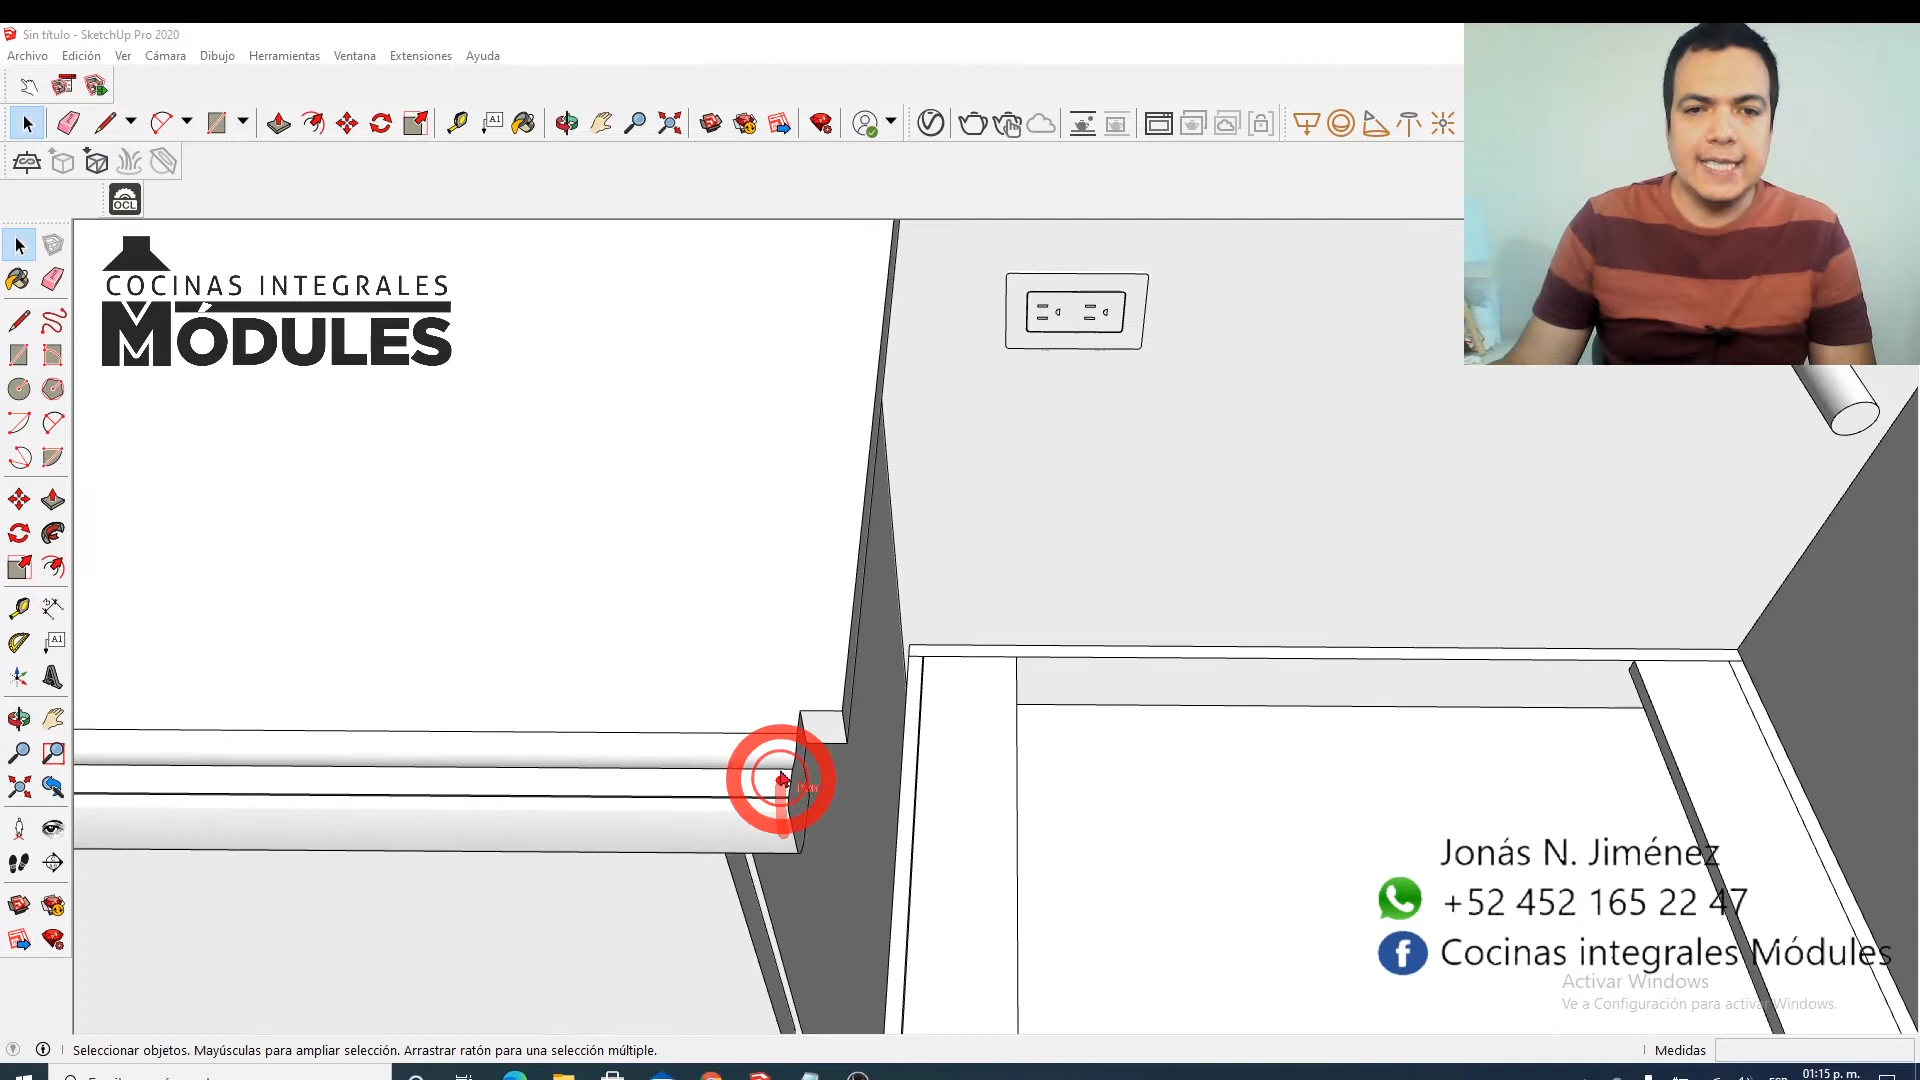 Sin título - SketchUp Pro 2020
Archivo Edición Ver Cámara Dibujo Herramientas Ventana Extensiones Ayuda
A1
OCL
COCINAS INTEGRALES
MÓDULES
A1
Jonás N. Jiménez
+52 452 165 22 47
Cocinas integrales Módules
Activar Windows
Ve a Configuración para activar Windows.
Seleccionar objetos. Mayúsculas para ampliar selección. Arrastrar ratón para una selección múltiple.
Medidas
01:15 p. m.